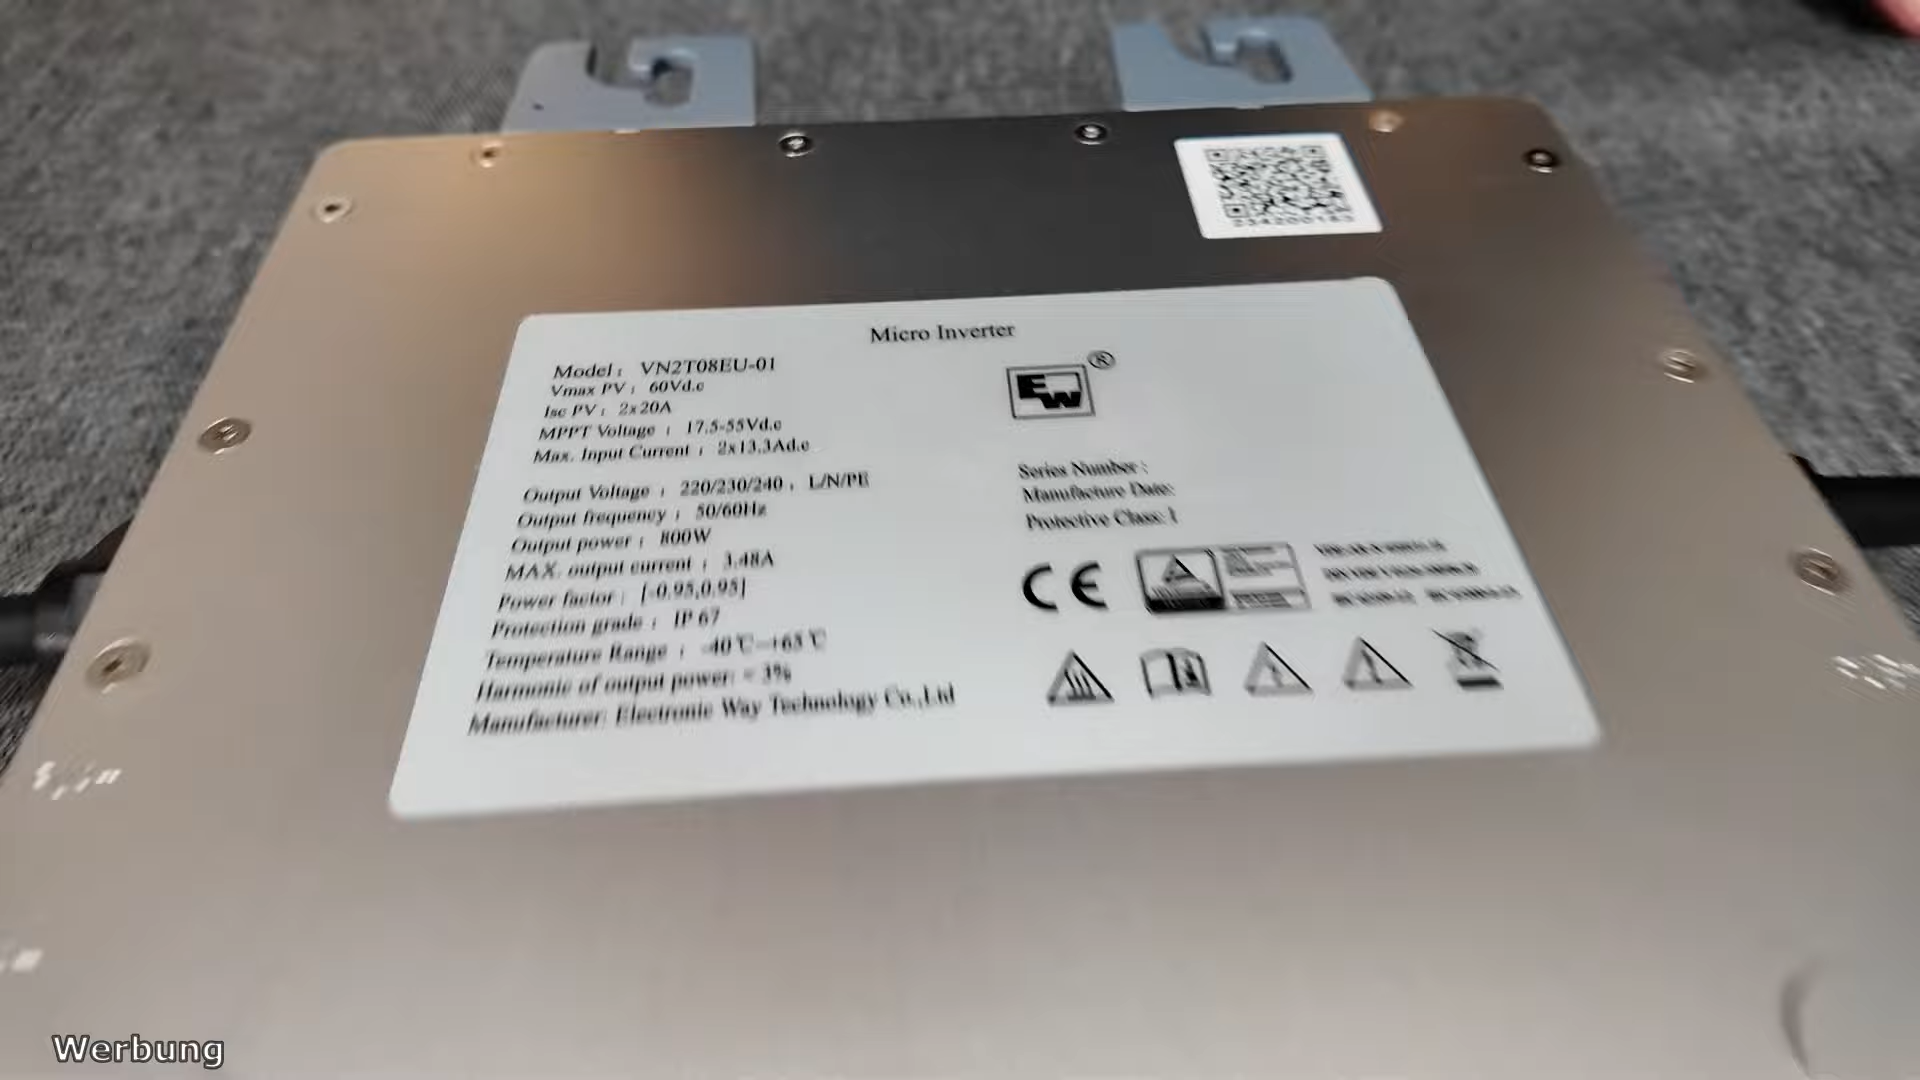 Micro Inverter
Model: VN2T08EU-01
Vmax PV: 60Vd.c
Isc PV: 2x20A
MPPT Voltage : 17.5-55Vd.c
Max. Input Current : 2x13.3Ad.c
Output Voltage : 220/230/240, L/N/PE
Output frequency : 50/60Hz
Output power : 800W
MAX. output current : 3.48A
Power factor : [-0.95,0.95]
Protection grade : IP 67
Temperature Range : -40℃~+65℃
Harmonic of output power: < 3%
Manufacturer: Electronic Way Technology Co.,Ltd
EW®
Series Number :
Manufacture Date:
Protective Class: I
CE
Werbung